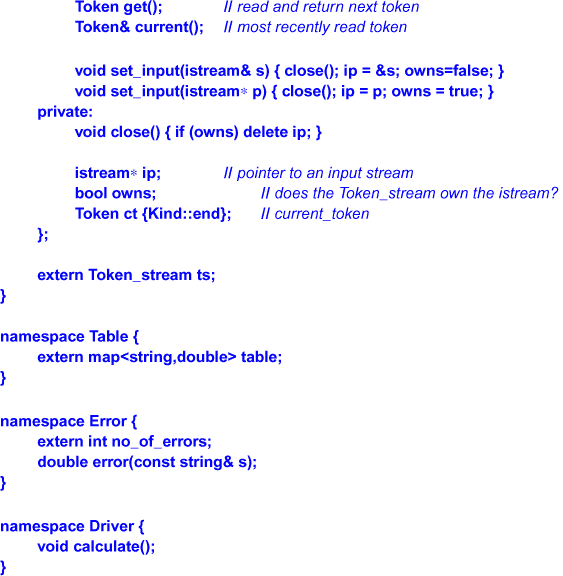 Token get(); // read and return next token
Token& current(); // most recently read token
void set_input(istream& s) { close(); ip = &s; owns=false; }
void set_input(istream* p) { close(); ip = p; owns = true; }
private:
void close() { if (owns) delete ip; }
istream* ip; // pointer to an input stream
bool owns; // does the Token_stream own the istream?
Token ct {Kind::end}; // current_token
};
extern Token_stream ts;
}
namespace Table {
extern map<string,double> table;
}
namespace Error {
extern int no_of_errors;
double error(const string& s);
}
namespace Driver {
void calculate();
}